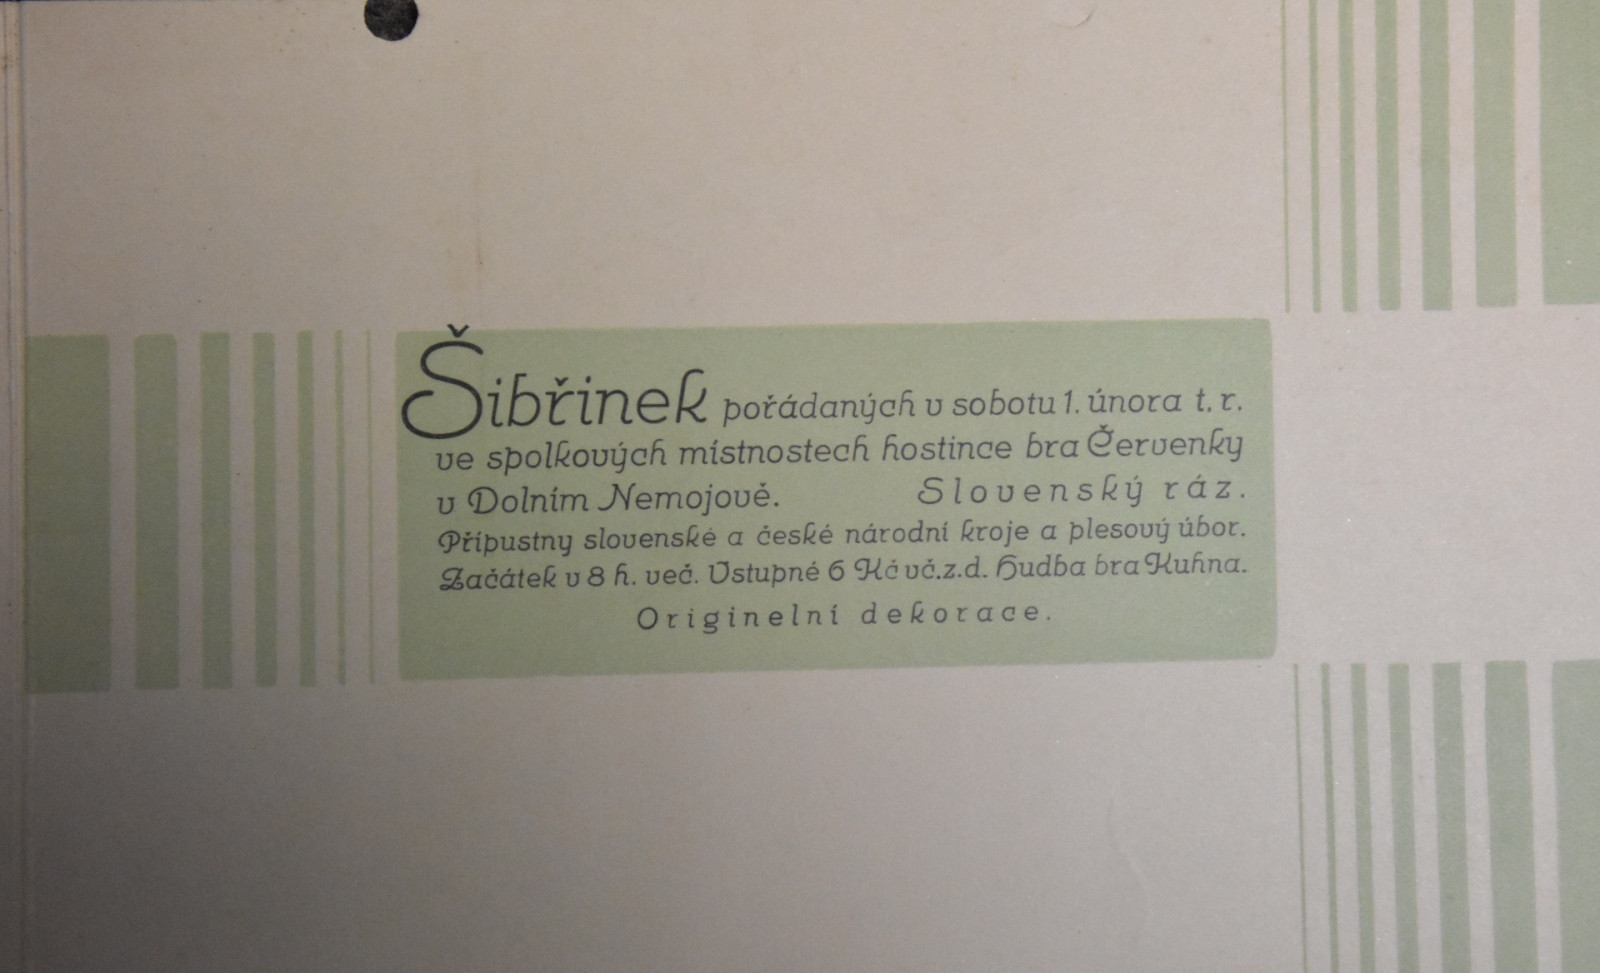 Šibřinek pořádaných v sobotu 1. února t. r.
ve spolkových místnostech hostince bra Červenky
v Dolním Nemojově. Slovenský ráz.
Přípustny slovenské a české národní kroje a plesový úbor.
Začátek v 8 h. več. Vstupné 6 Kč vč.z.d. Hudba bra Kuhna.
Originelní dekorace.